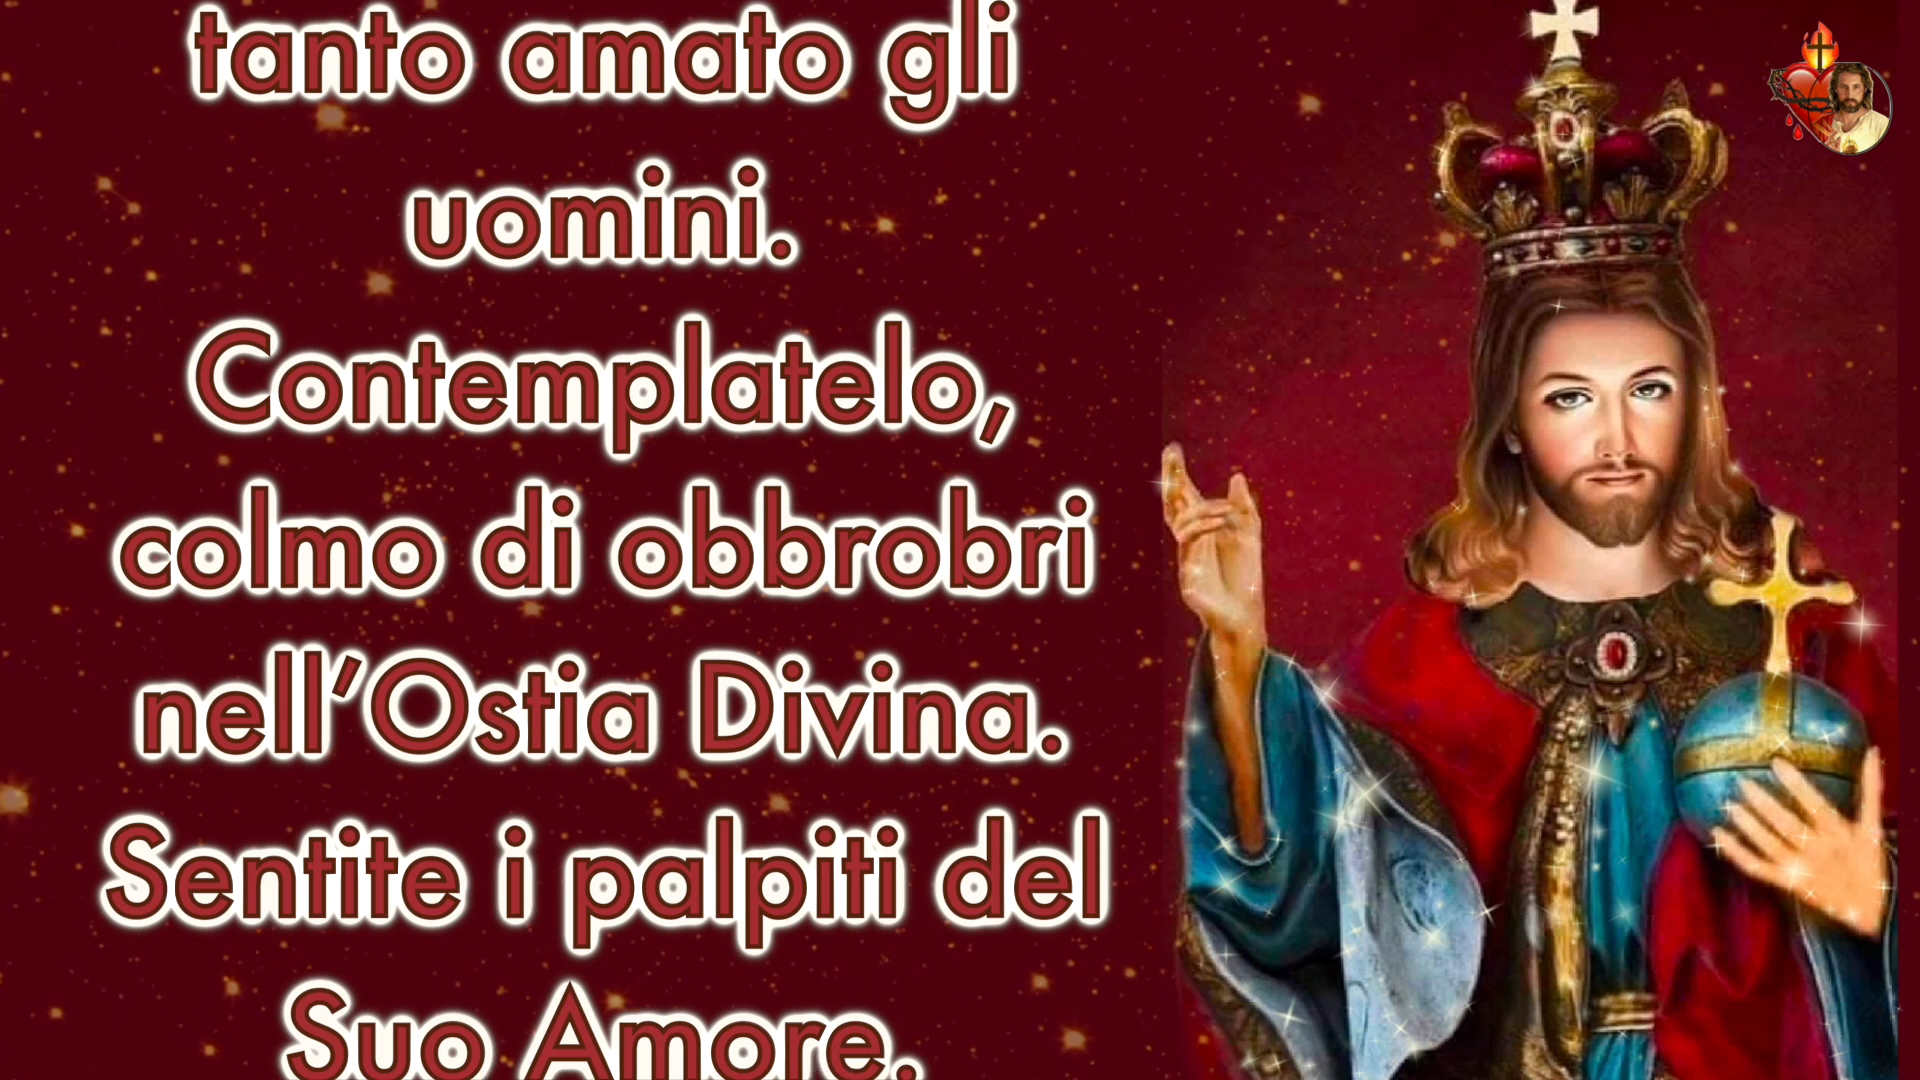 tanto amato gli
uomini.
Contemplatelo,
colmo di obbrobri
nell’Ostia Divina.
Sentite i palpiti del
Suo Amore.